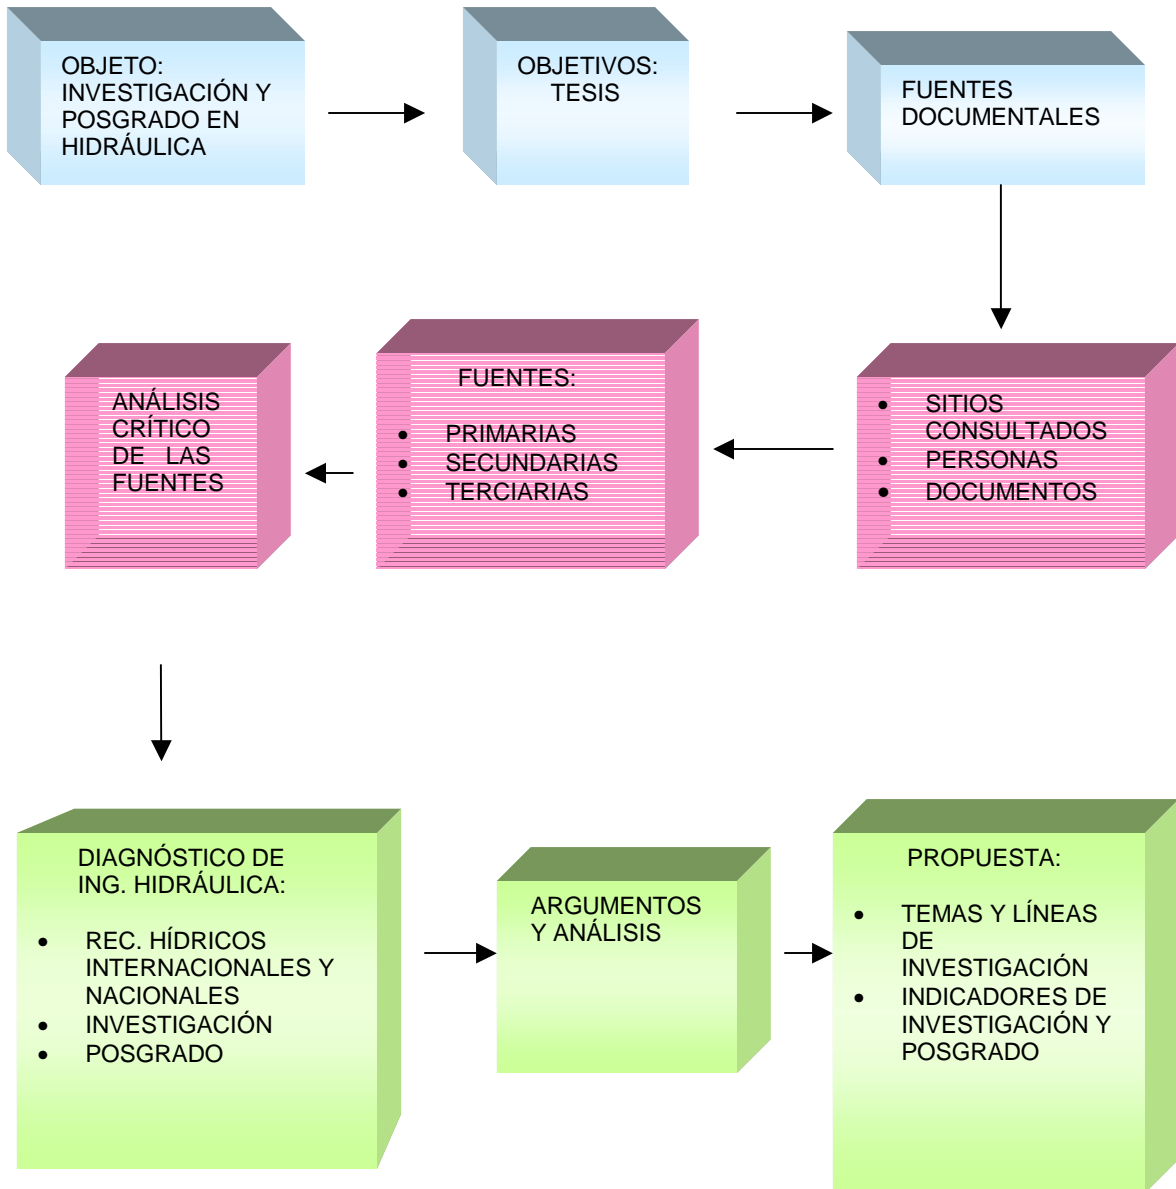 OBJETO:
INVESTIGACIÓN Y
POSGRADO EN
HIDRÁULICA
OBJETIVOS:
TESIS
FUENTES
DOCUMENTALES
• SITIOS
CONSULTADOS
• PERSONAS
• DOCUMENTOS
FUENTES:
• PRIMARIAS
• SECUNDARIAS
• TERCIARIAS
ANÁLISIS
CRÍTICO
DE LAS
FUENTES
DIAGNÓSTICO DE
ING. HIDRÁULICA:
• REC. HÍDRICOS
INTERNACIONALES Y
NACIONALES
• INVESTIGACIÓN
• POSGRADO
ARGUMENTOS
Y ANÁLISIS
PROPUESTA:
• TEMAS Y LÍNEAS
DE
INVESTIGACIÓN
• INDICADORES DE
INVESTIGACIÓN Y
POSGRADO